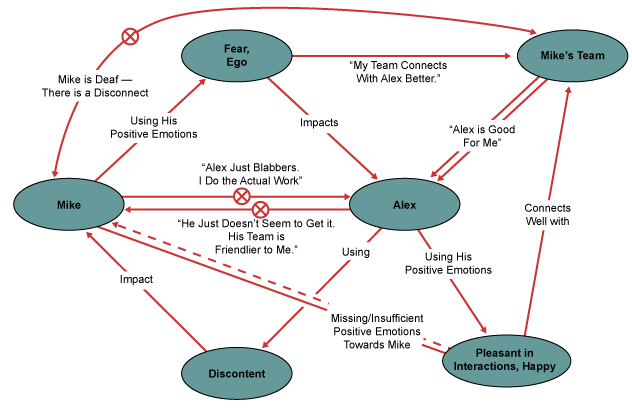 Fear,
Ego
Mike's Team
"My Team Connects
With Alex Better."
Mike is Deaf —
There is a Disconnect
Using His
Positive Emotions
Impacts
"Alex is Good
For Me"
"Alex Just Blabbers.
I Do the Actual Work"
Mike
Alex
"He Just Doesn't Seem to Get it.
His Team is
Friendlier to Me."
Connects
Well with
Using
Using His
Positive Emotions
Impact
Missing/Insufficient
Positive Emotions
Towards Mike
Discontent
Pleasant in
Interactions, Happy